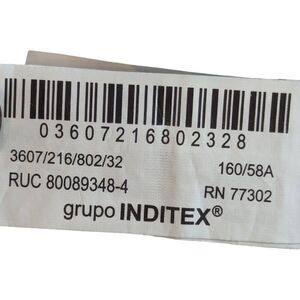 03607216802328
3607/216/802/32 160/58A
RUC 80089348-4 RN 77302
grupo INDITEX®